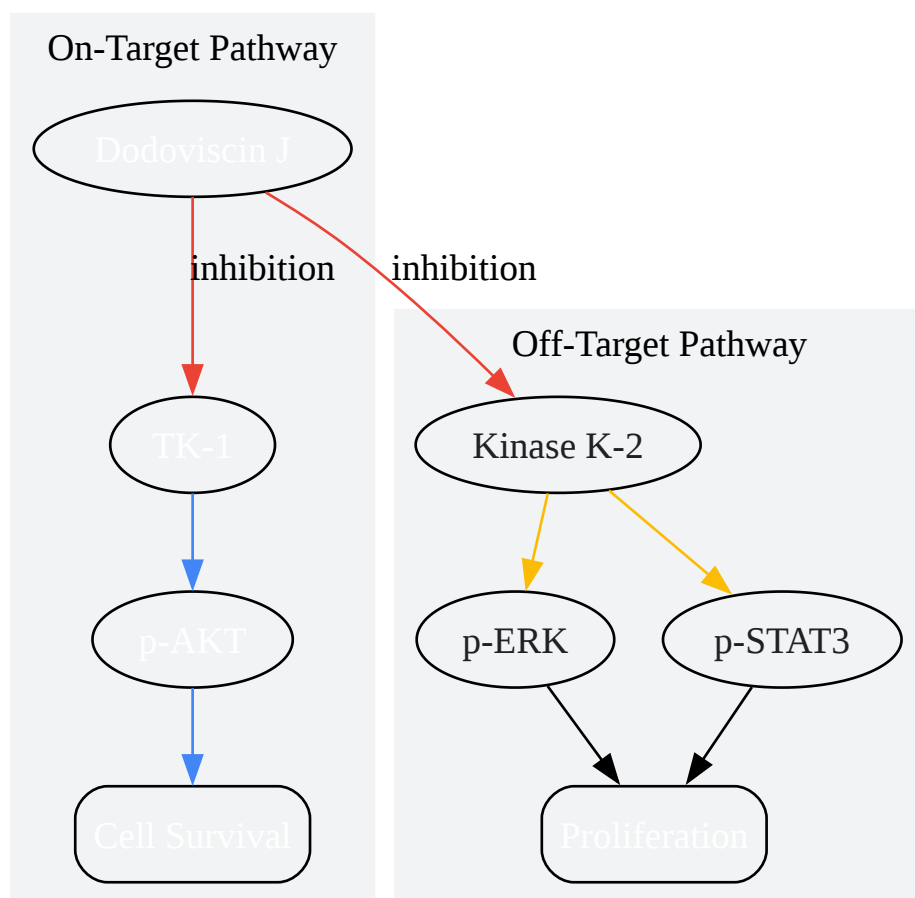 On-Target Pathway
Dodoviscin J
inhibition
inhibition
Off-Target Pathway
TK-1
Kinase K-2
p-AKT
p-ERK
p-STAT3
Cell Survival
Proliferation